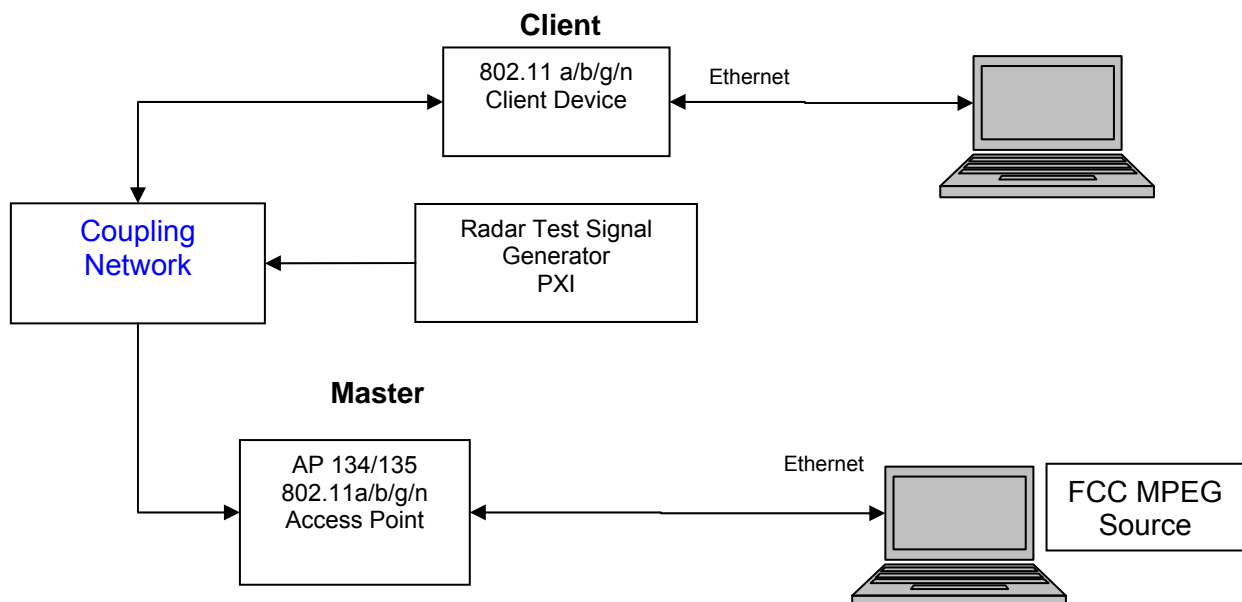 Client
802.11 a/b/g/n
Client Device
Ethernet
Coupling
Network
Radar Test Signal
Generator
PXI
Master
AP 134/135
802.11a/b/g/n
Access Point
Ethernet
FCC MPEG
Source